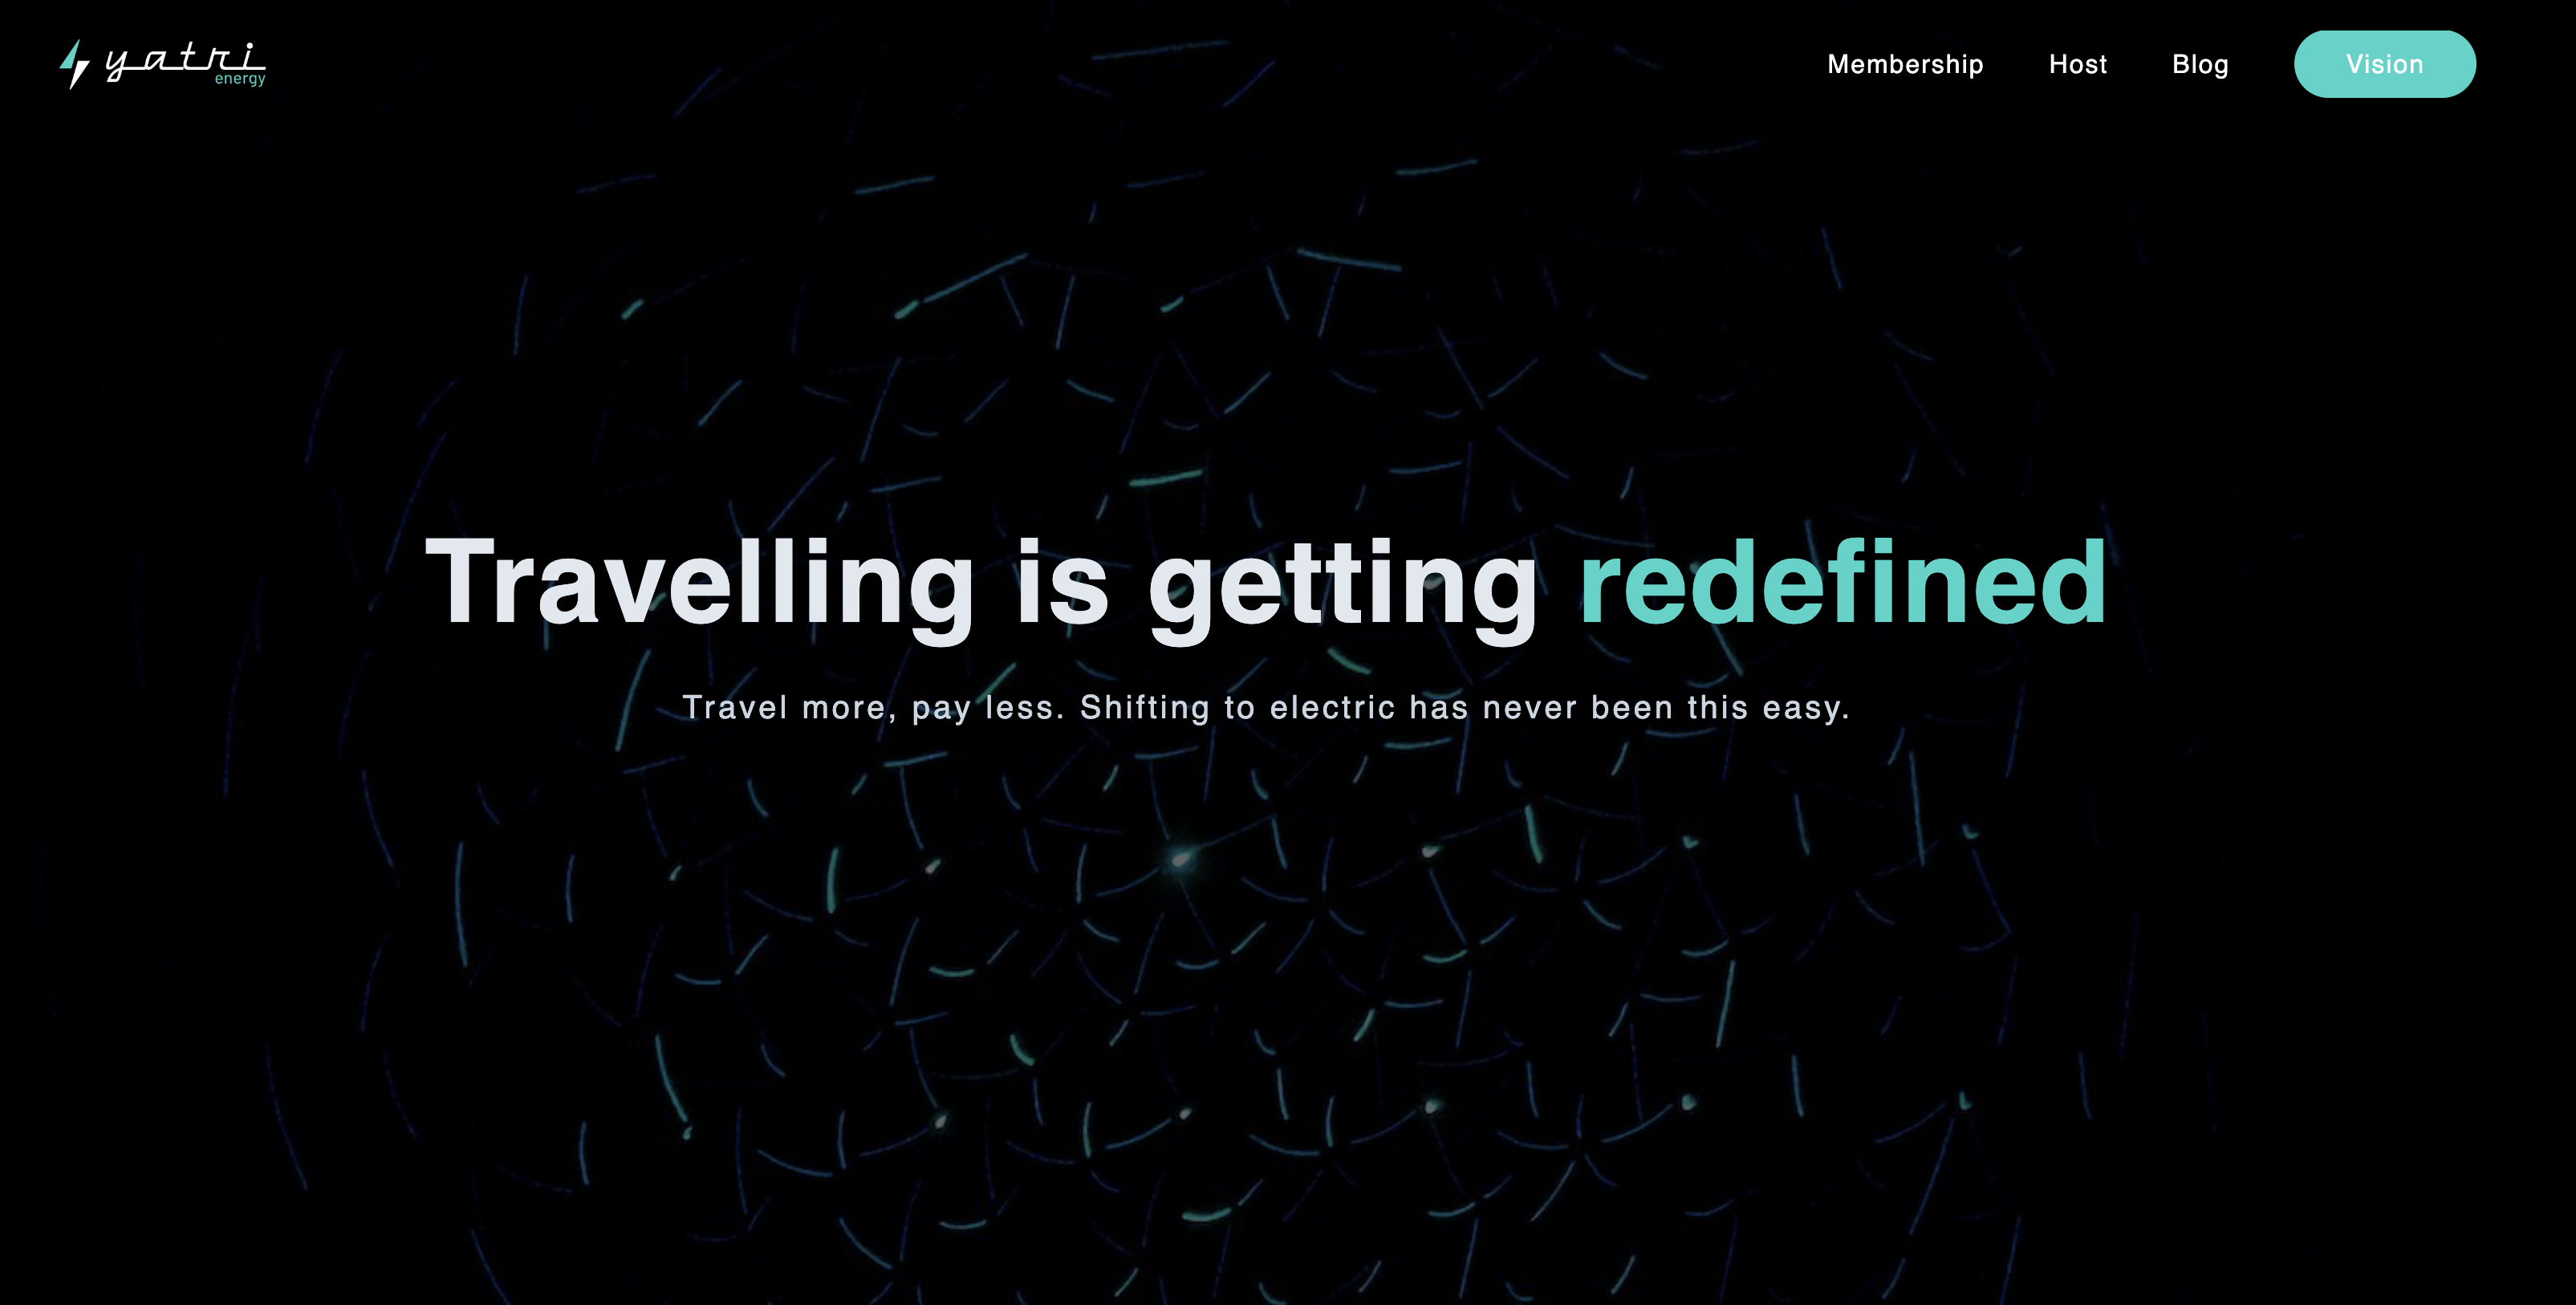 yatri
energy
Membership
Host
Blog
Vision
Travelling is getting redefined
Travel more, pay less. Shifting to electric has never been this easy.